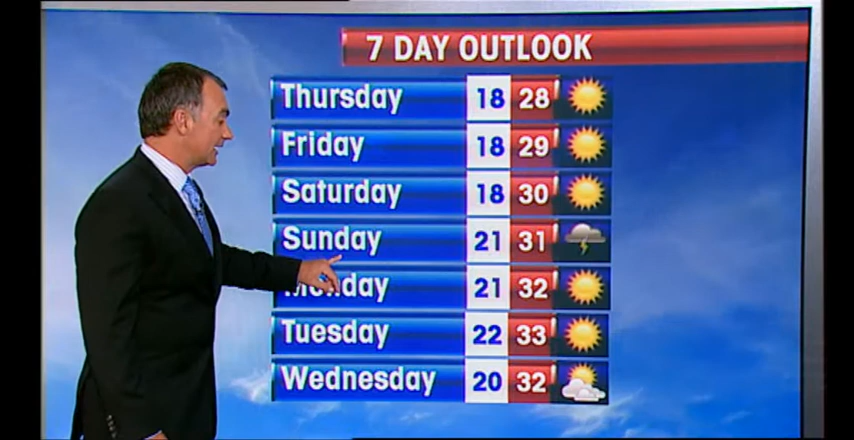 7 DAY OUTLOOK
Thursday 18 28
Friday 18 29
Saturday 18 30
Sunday 21 31
Monday 21 32
Tuesday 22 33
Wednesday 20 32